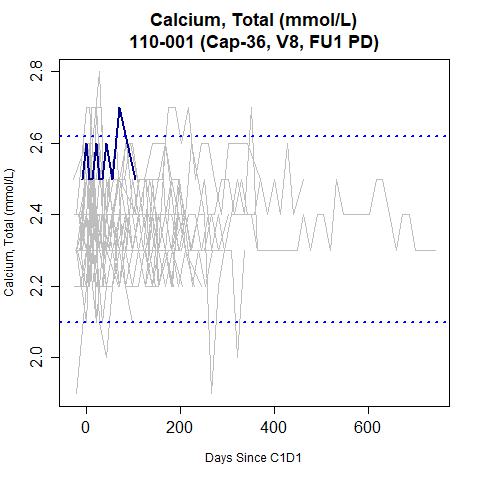 Calcium, Total (mmol/L)
110-001 (Cap-36, V8, FU1 PD)
Calcium, Total (mmol/L)
2.8
2.6
2.4
2.2
2.0
0
200
400
600
Days Since C1D1